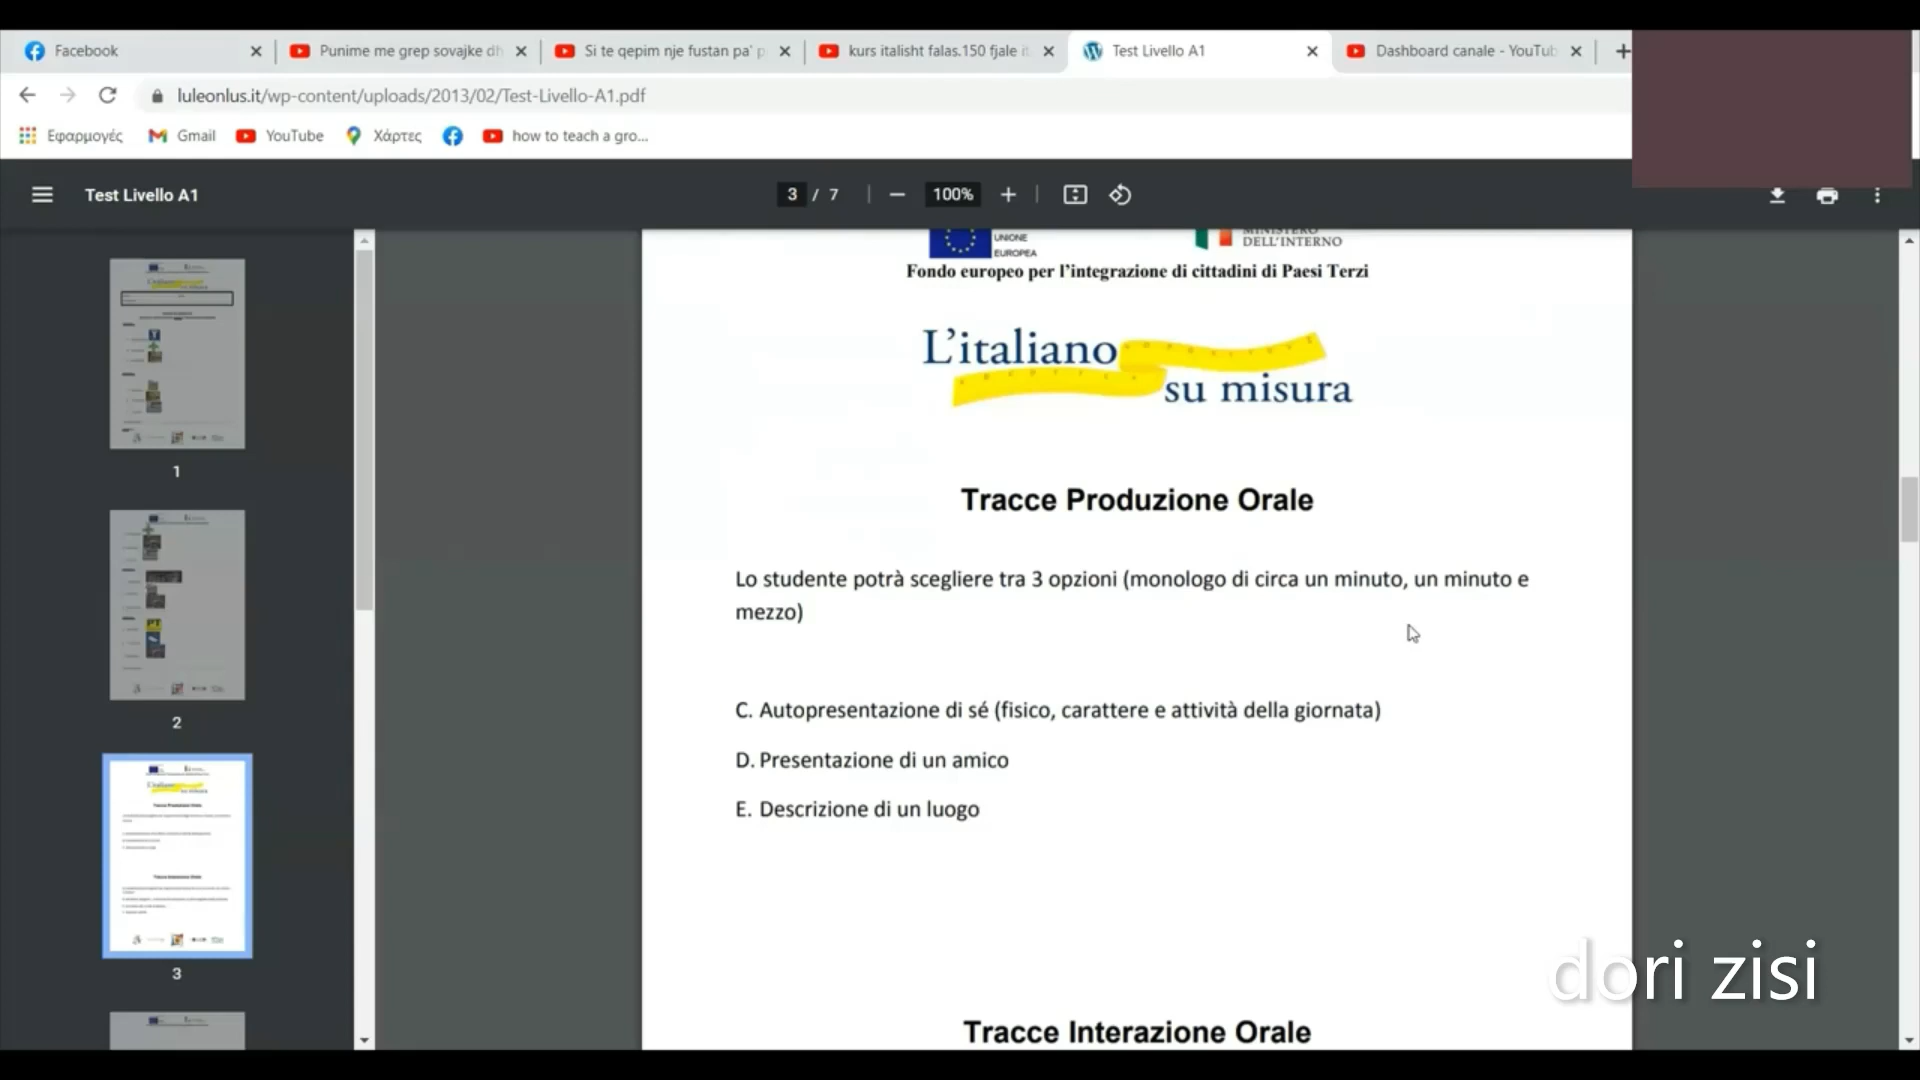 Facebook
Punime me grep sovajke dh
Si te qepim nje fustan pa' p
kurs italisht falas.150 fjale it
Test Livello A1
Dashboard canale - YouTub
luleonlus.it/wp-content/uploads/2013/02/Test-Livello-A1.pdf
Εφαρμογές
Gmail
YouTube
Χάρτες
how to teach a gro...
Test Livello A1
3 / 7
100%
UNIONE
EUROPEA
MINISTERO
DELL'INTERNO
Fondo europeo per l'integrazione di cittadini di Paesi Terzi
L'italiano
su misura
Tracce Produzione Orale
Lo studente potrà scegliere tra 3 opzioni (monologo di circa un minuto, un minuto e
mezzo)
C. Autopresentazione di sé (fisico, carattere e attività della giornata)
D. Presentazione di un amico
E. Descrizione di un luogo
Tracce Interazione Orale
1
2
3
dori zisi